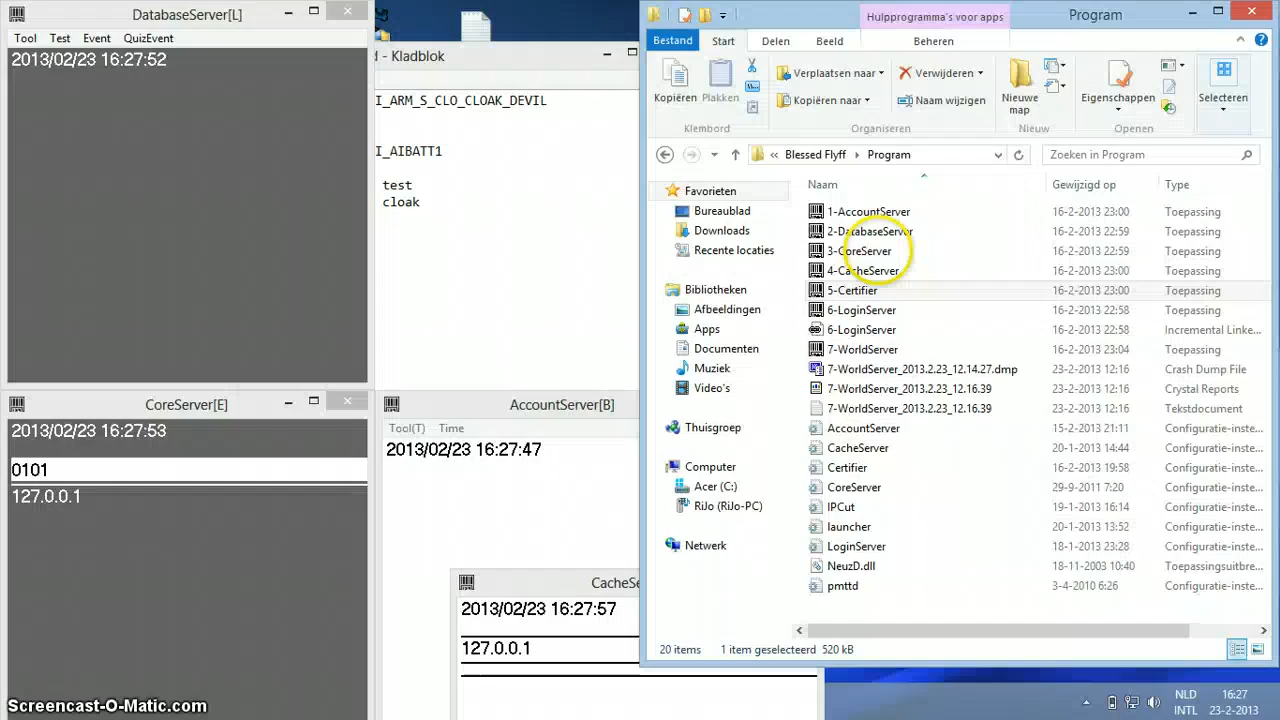 DatabaseServer[L]
Tool Test Event QuizEvent
2013/02/23 16:27:52
d - Kladblok
I_ARM_S_CLO_CLOAK_DEVIL
I_AIBATT1
test
cloak
CoreServer[E]
2013/02/23 16:27:53
0101
127.0.0.1
AccountServer[B]
Tool(T) Time
2013/02/23 16:27:47
CacheSe
2013/02/23 16:27:57
127.0.0.1
Hulpprogramma's voor apps
Program
Bestand Start Delen Beeld Beheren
Kopiëren
Plakken
Klembord
Verplaatsen naar
Kopiëren naar
Verwijderen
Naam wijzigen
Organiseren
Nieuwe map
Nieuw
Eigenschappen
Openen
Selecteren
« Blessed Flyff Program
Zoeken in Program
Favorieten
Bureaublad
Downloads
Recente locaties
Bibliotheken
Afbeeldingen
Apps
Documenten
Muziek
Video's
Thuisgroep
Computer
Acer (C:)
RiJo (RiJo-PC)
Netwerk
Naam Gewijzigd op Type
1-AccountServer 16-2-2013 23:00 Toepassing
2-DatabaseServer 16-2-2013 22:59 Toepassing
3-CoreServer 16-2-2013 22:59 Toepassing
4-CacheServer 16-2-2013 23:00 Toepassing
5-Certifier 16-2-2013 23:00 Toepassing
6-LoginServer 16-2-2013 22:58 Toepassing
6-LoginServer 16-2-2013 22:58 Incremental Linke...
7-WorldServer 16-2-2013 23:04 Toepassing
7-WorldServer_2013.2.23_12.14.27.dmp 23-2-2013 12:16 Crash Dump File
7-WorldServer_2013.2.23_12.16.39 23-2-2013 12:16 Crystal Reports
7-WorldServer_2013.2.23_12.16.39 23-2-2013 12:16 Tekstdocument
AccountServer 15-2-2013 21:11 Configuratie-inste...
CacheServer 20-1-2013 14:44 Configuratie-inste...
Certifier 16-2-2013 19:58 Configuratie-inste...
CoreServer 29-9-2011 7:20 Configuratie-inste...
IPCut 19-1-2013 16:14 Configuratie-inste...
launcher 20-1-2013 13:52 Configuratie-inste...
LoginServer 18-1-2013 23:28 Configuratie-inste...
NeuzD.dll 18-11-2003 10:40 Toepassingsuitbre...
pmttd 3-4-2010 6:26 Configuratie-inste...
20 items 1 item geselecteerd 520 kB
Screencast-O-Matic.com
NLD
INTL
16:27
23-2-2013